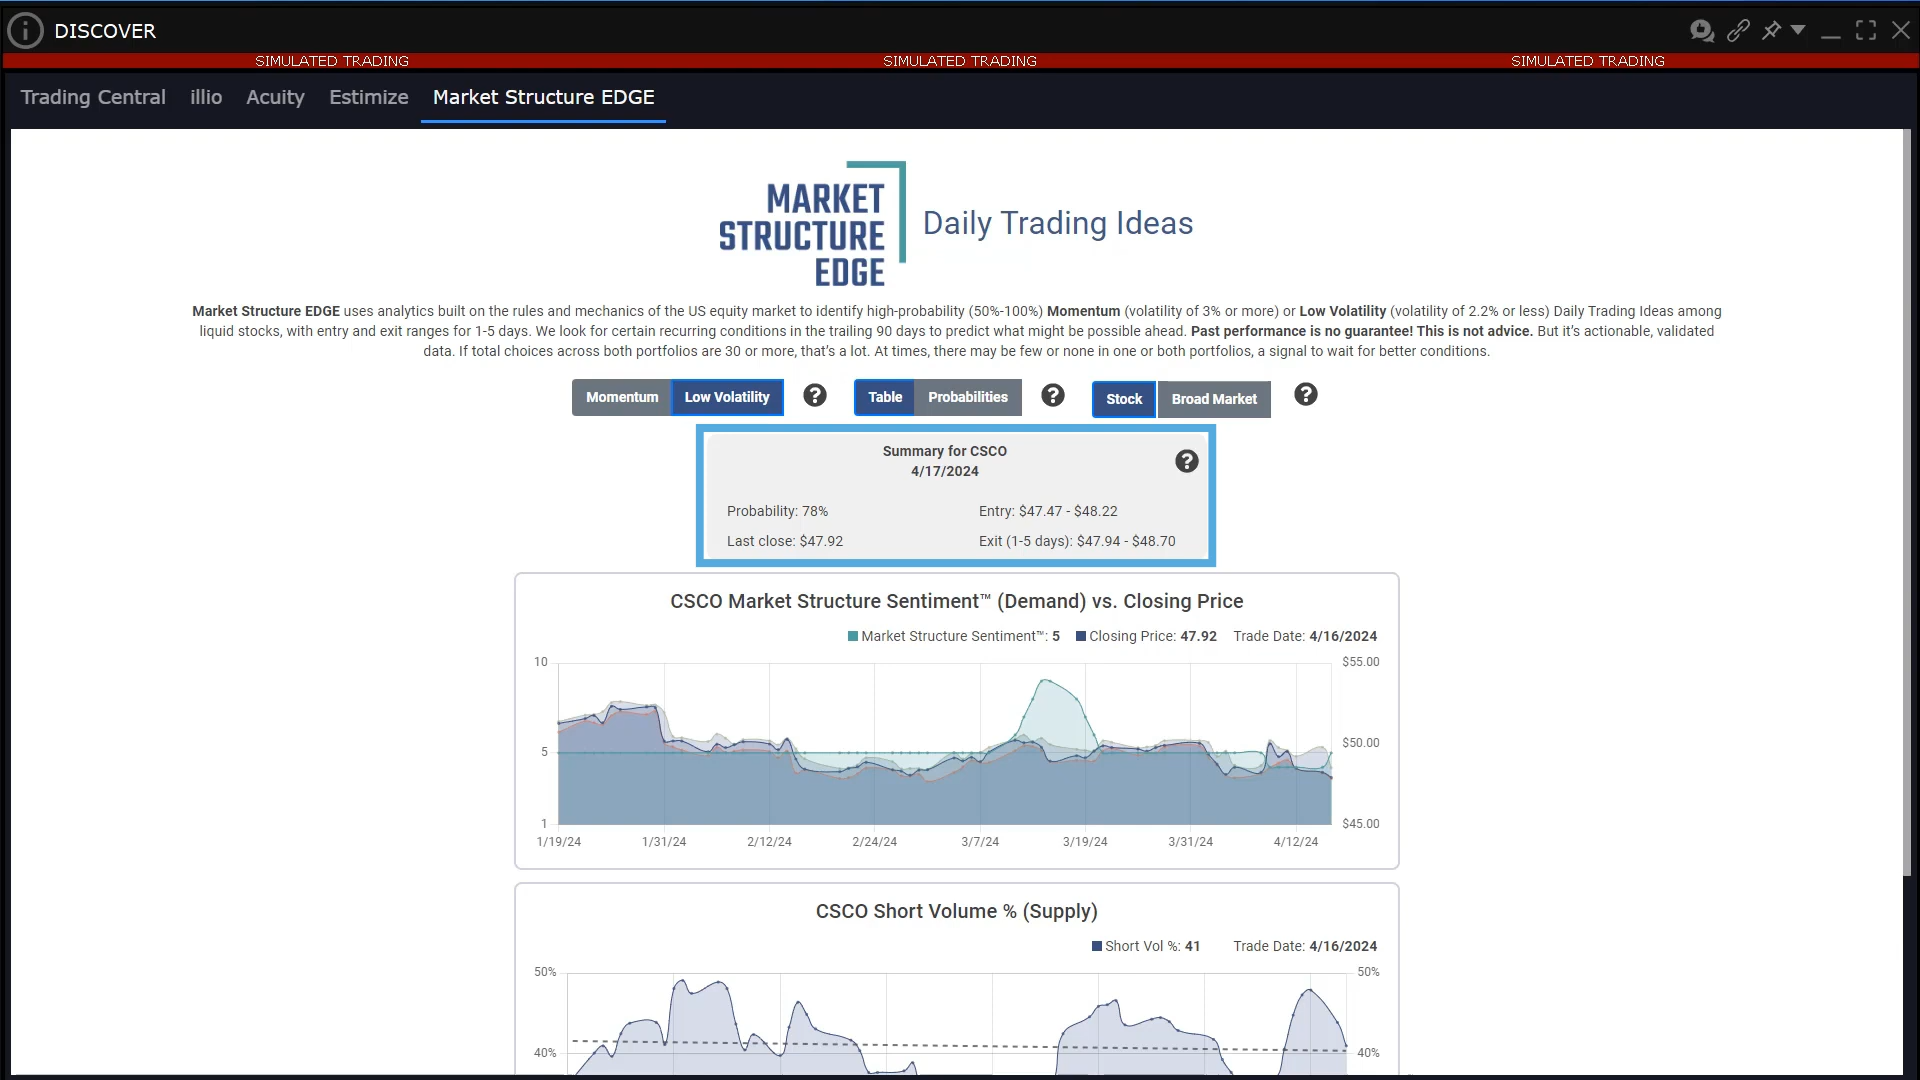 DISCOVER
SIMULATED TRADING SIMULATED TRADING SIMULATED TRADING
Trading Central illio Acuity Estimize Market Structure EDGE
MARKET
STRUCTURE
EDGE
Daily Trading Ideas
Market Structure EDGE uses analytics built on the rules and mechanics of the US equity market to identify high-probability (50%-100%) Momentum (volatility of 3% or more) or Low Volatility (volatility of 2.2% or less) Daily Trading Ideas among
liquid stocks, with entry and exit ranges for 1-5 days. We look for certain recurring conditions in the trailing 90 days to predict what might be possible ahead. Past performance is no guarantee! This is not advice. But it’s actionable, validated
data. If total choices across both portfolios are 30 or more, that’s a lot. At times, there may be few or none in one or both portfolios, a signal to wait for better conditions.
Momentum Low Volatility ? Table Probabilities ? Stock Broad Market ?
Summary for CSCO
4/17/2024
?
Probability: 78% Entry: $47.47 - $48.22
Last close: $47.92 Exit (1-5 days): $47.94 - $48.70
CSCO Market Structure Sentiment™ (Demand) vs. Closing Price
Market Structure Sentiment™: 5 Closing Price: 47.92 Trade Date: 4/16/2024
10 $55.00
5 $50.00
1 $45.00
1/19/24 1/31/24 2/12/24 2/24/24 3/7/24 3/19/24 3/31/24 4/12/24
CSCO Short Volume % (Supply)
Short Vol %: 41 Trade Date: 4/16/2024
50% 50%
40% 40%